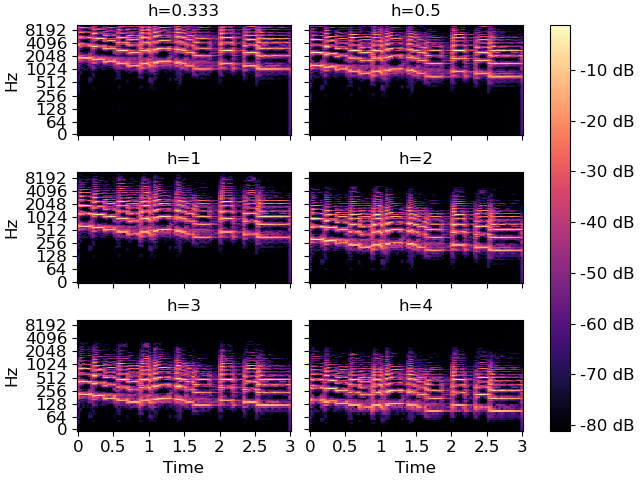 h=0.333
h=0.5
8192
4096
2048
1024
512
256
128
64
0
Hz
h=1
h=2
8192
4096
2048
1024
512
256
128
64
0
Hz
h=3
h=4
8192
4096
2048
1024
512
256
128
64
0
Hz
0 0.5 1 1.5 2 2.5 3
0 0.5 1 1.5 2 2.5 3
Time
Time
-10 dB
-20 dB
-30 dB
-40 dB
-50 dB
-60 dB
-70 dB
-80 dB